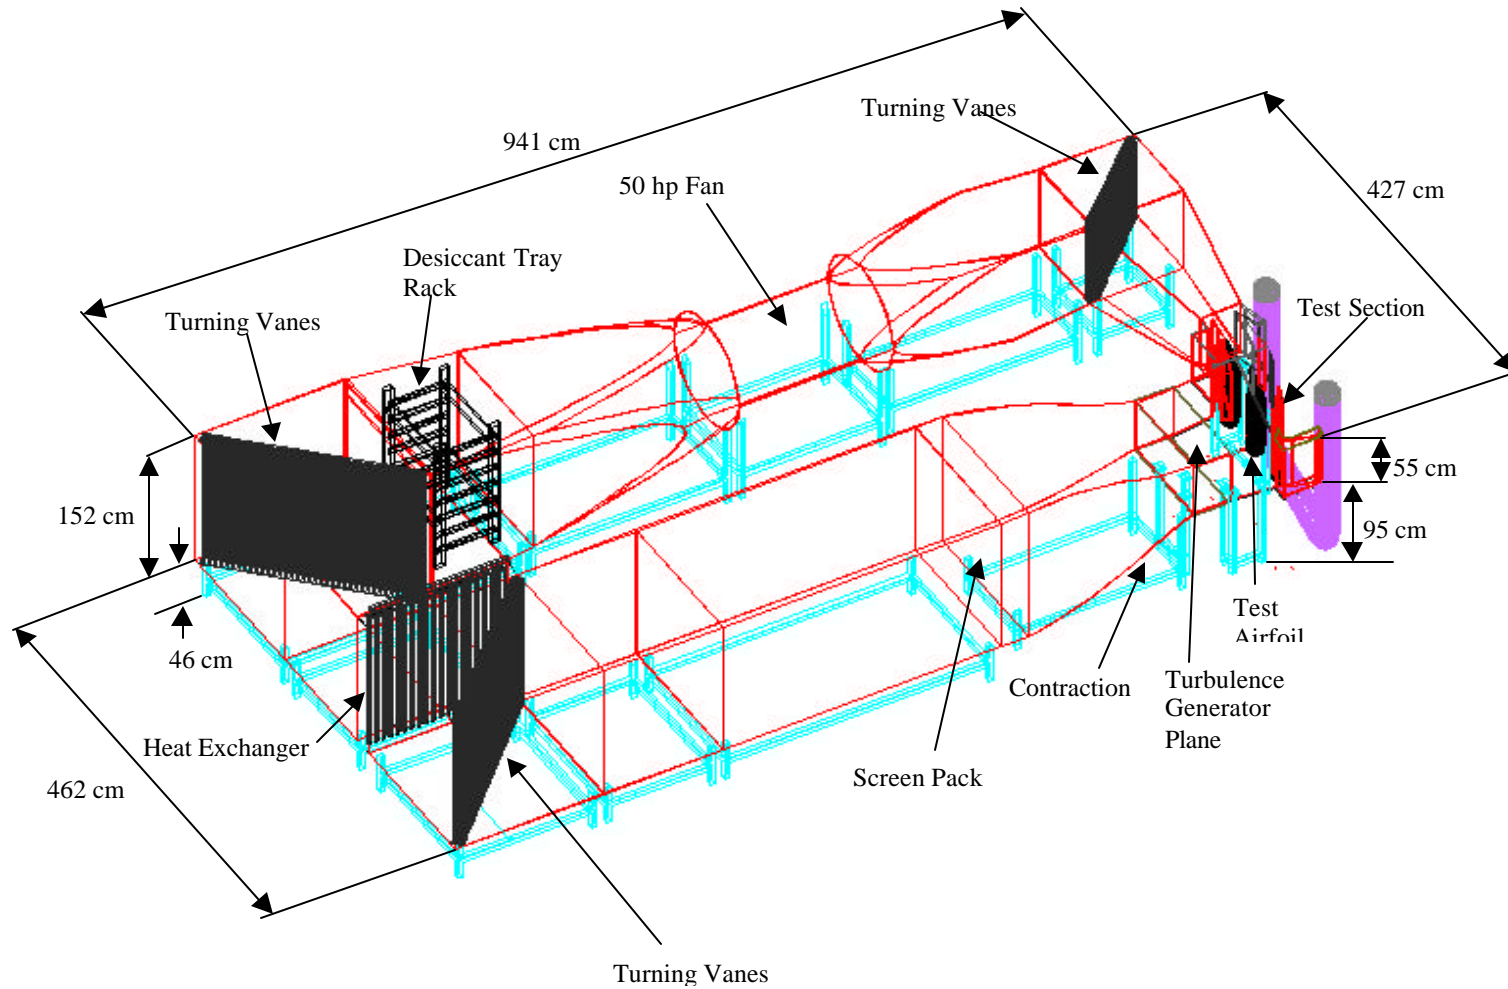 Turning Vanes
941 cm
50 hp Fan
427 cm
Desiccant Tray
Rack
Turning Vanes
Test Section
55 cm
152 cm
95 cm
46 cm
Test
Airfoil
Contraction
Turbulence
Generator
Plane
Heat Exchanger
Screen Pack
462 cm
Turning Vanes